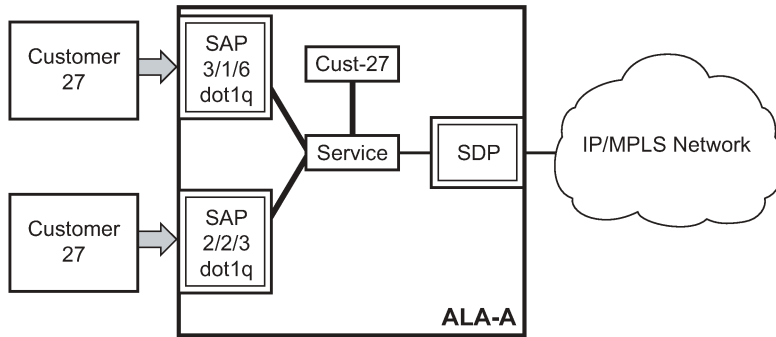 Customer
27
SAP
3/1/6
dot1q
Cust-27
Service
SDP
IP/MPLS Network
Customer
27
SAP
2/2/3
dot1q
ALA-A